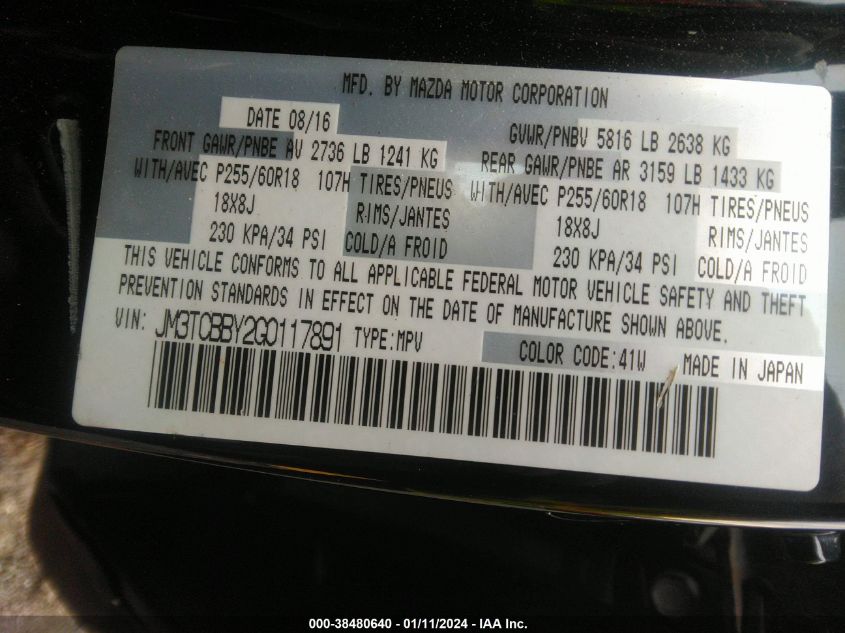 MFD. BY MAZDA MOTOR CORPORATION
DATE 08/16 GVWR/PNBV 5816 LB 2638 KG
FRONT GAWR/PNBE AV 2736 LB 1241 KG REAR GAWR/PNBE AR 3159 LB 1433 KG
WITH/AVEC P255/60R18 107H TIRES/PNEUS WITH/AVEC P255/60R18 107H TIRES/PNEUS
18X8J RIMS/JANTES 18X8J RIMS/JANTES
230 KPA/34 PSI COLD/A FROID 230 KPA/34 PSI COLD/A FROID
THIS VEHICLE CONFORMS TO ALL APPLICABLE FEDERAL MOTOR VEHICLE SAFETY AND THEFT
PREVENTION STANDARDS IN EFFECT ON THE DATE OF MANUFACTURE SHOWN ABOVE.
VIN: JM3TCBBY2G0117891 TYPE:MPV COLOR CODE:41W MADE IN JAPAN
000-38480640 - 01/11/2024 - IAA Inc.